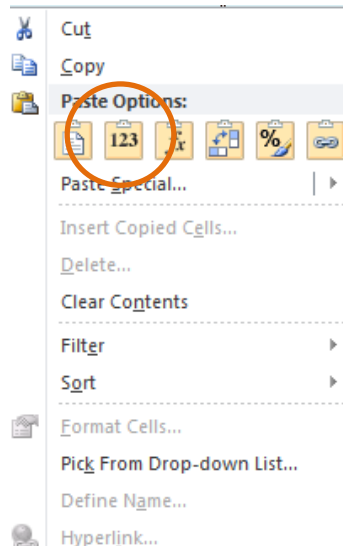 Cut
Copy
Paste Options:
123 fx %
Paste Special...
Insert Copied Cells...
Delete...
Clear Contents
Filter
Sort
Format Cells...
Pick From Drop-down List...
Define Name...
Hyperlink...